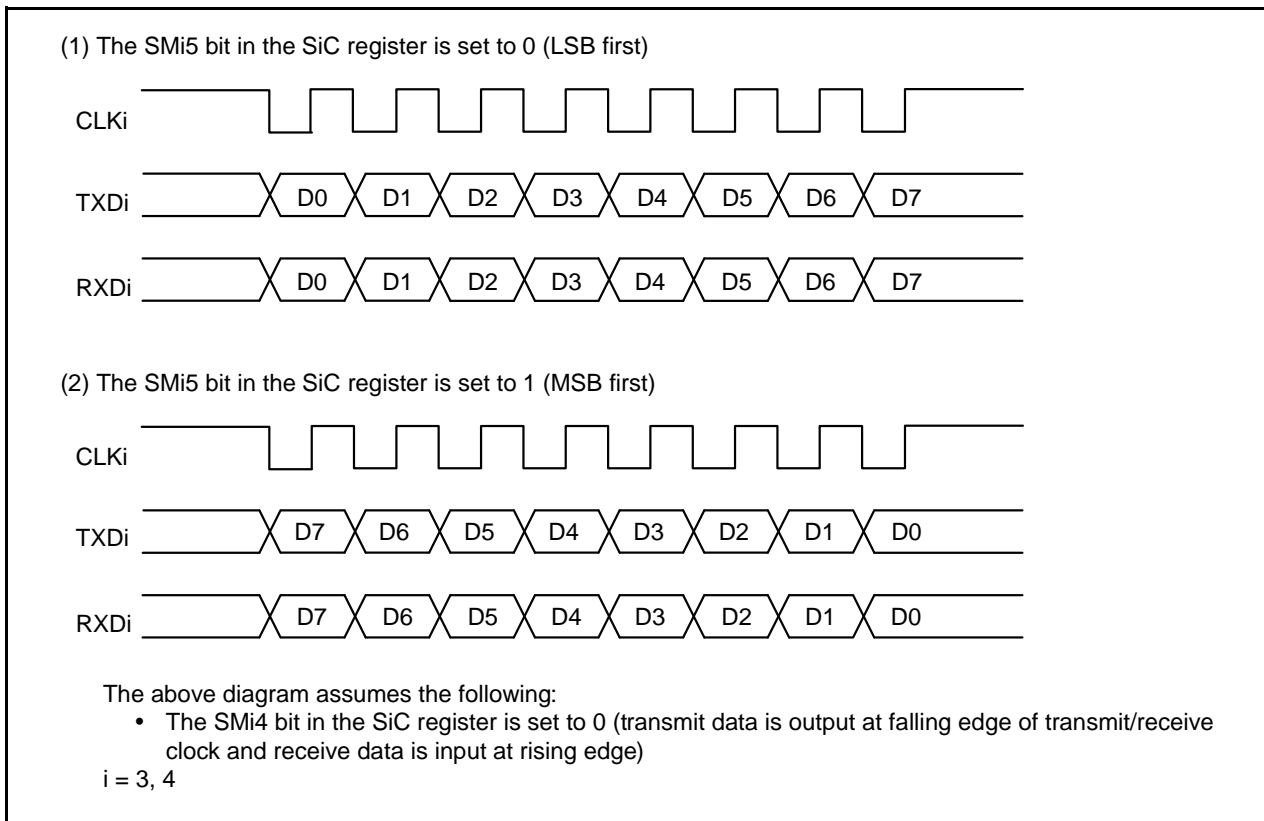 (1) The SMi5 bit in the SiC register is set to 0 (LSB first)
CLKi
TXDi D0 D1 D2 D3 D4 D5 D6 D7
RXDi D0 D1 D2 D3 D4 D5 D6 D7
(2) The SMi5 bit in the SiC register is set to 1 (MSB first)
CLKi
TXDi D7 D6 D5 D4 D3 D2 D1 D0
RXDi D7 D6 D5 D4 D3 D2 D1 D0
The above diagram assumes the following:
• The SMi4 bit in the SiC register is set to 0 (transmit data is output at falling edge of transmit/receive
clock and receive data is input at rising edge)
i = 3, 4